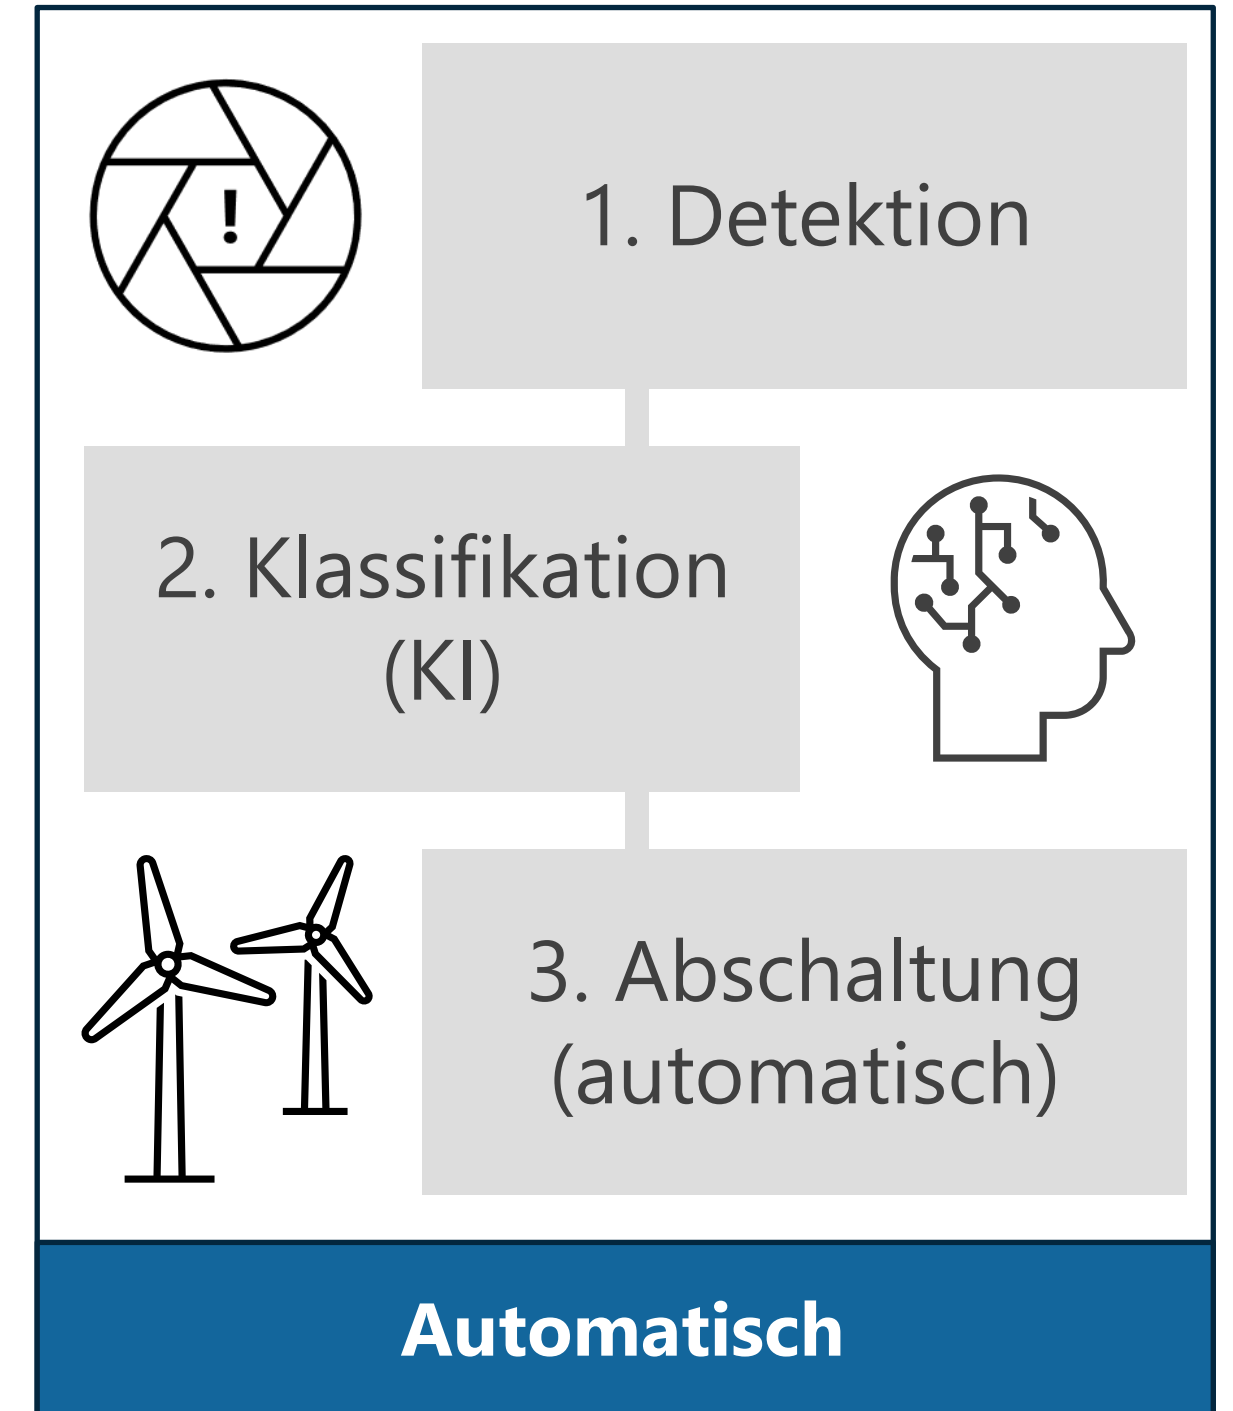 !
1. Detektion
2. Klassifikation
(KI)
3. Abschaltung
(automatisch)
Automatisch